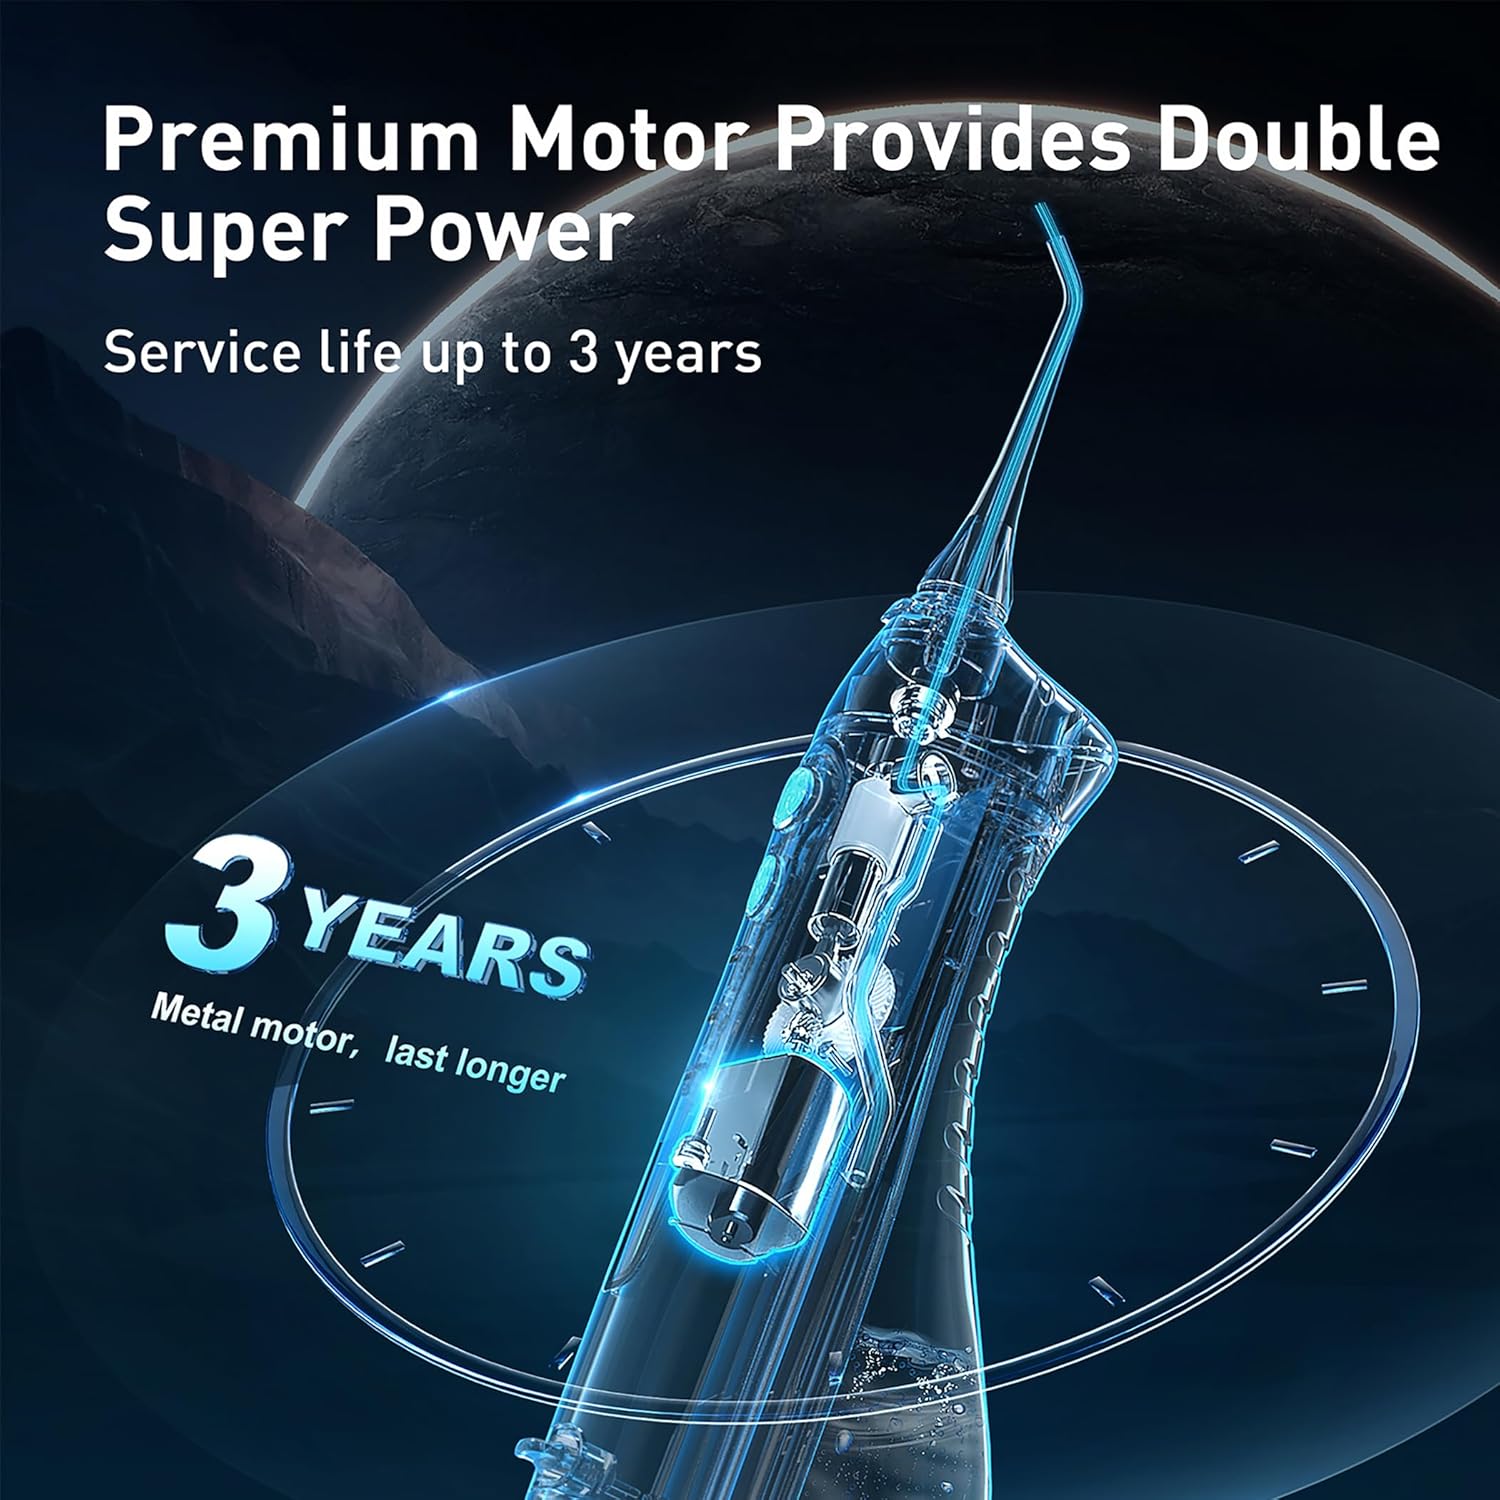 Premium Motor Provides Double
Super Power
Service life up to 3 years
3 YEARS
Metal motor, last longer